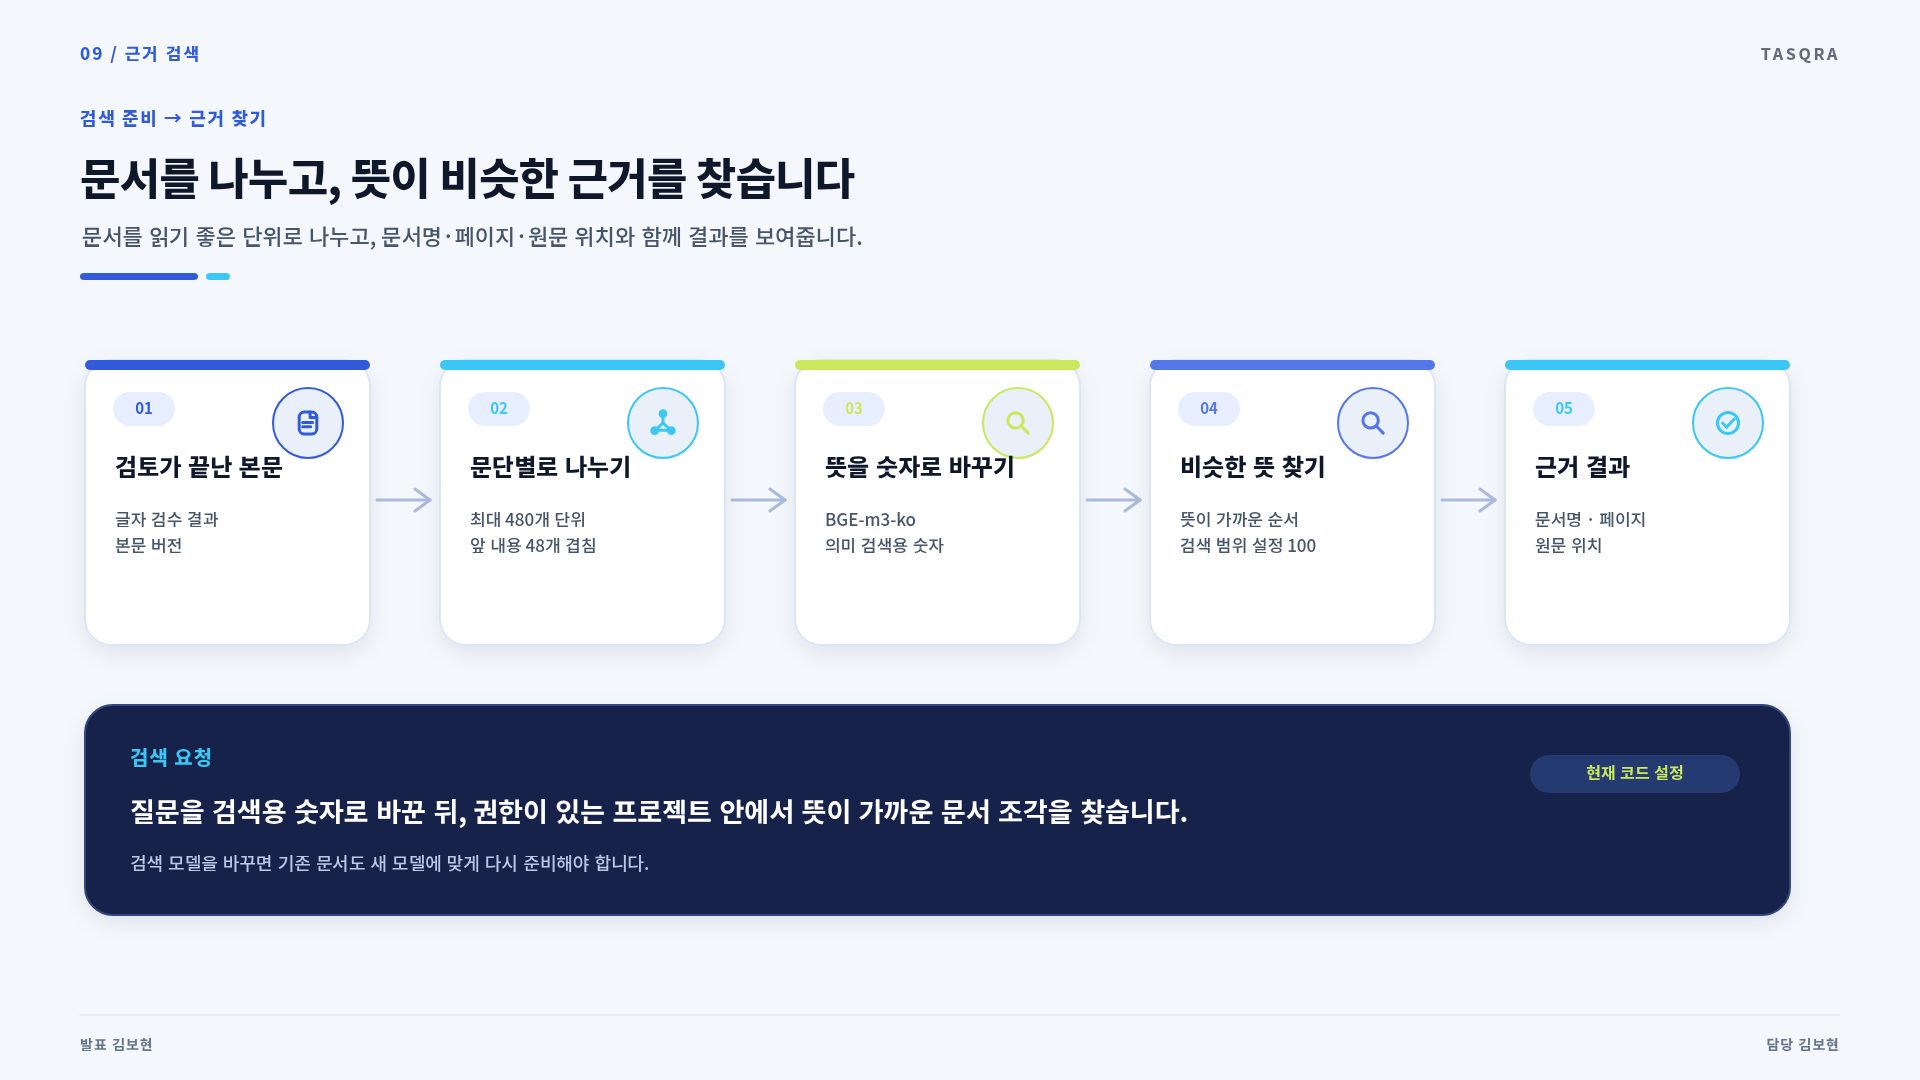 09 / 근거 검색
TASQRA
검색 준비 → 근거 찾기
문서를 나누고, 뜻이 비슷한 근거를 찾습니다
문서를 읽기 좋은 단위로 나누고, 문서명·페이지·원문 위치와 함께 결과를 보여줍니다.
01
검토가 끝난 본문
글자 검수 결과
본문 버전
02
문단별로 나누기
최대 480개 단위
앞 내용 48개 겹침
03
뜻을 숫자로 바꾸기
BGE-m3-ko
의미 검색용 숫자
04
비슷한 뜻 찾기
뜻이 가까운 순서
검색 범위 설정 100
05
근거 결과
문서명 · 페이지
원문 위치
검색 요청
현재 코드 설정
질문을 검색용 숫자로 바꾼 뒤, 권한이 있는 프로젝트 안에서 뜻이 가까운 문서 조각을 찾습니다.
검색 모델을 바꾸면 기존 문서도 새 모델에 맞게 다시 준비해야 합니다.
발표 김보현
담당 김보현